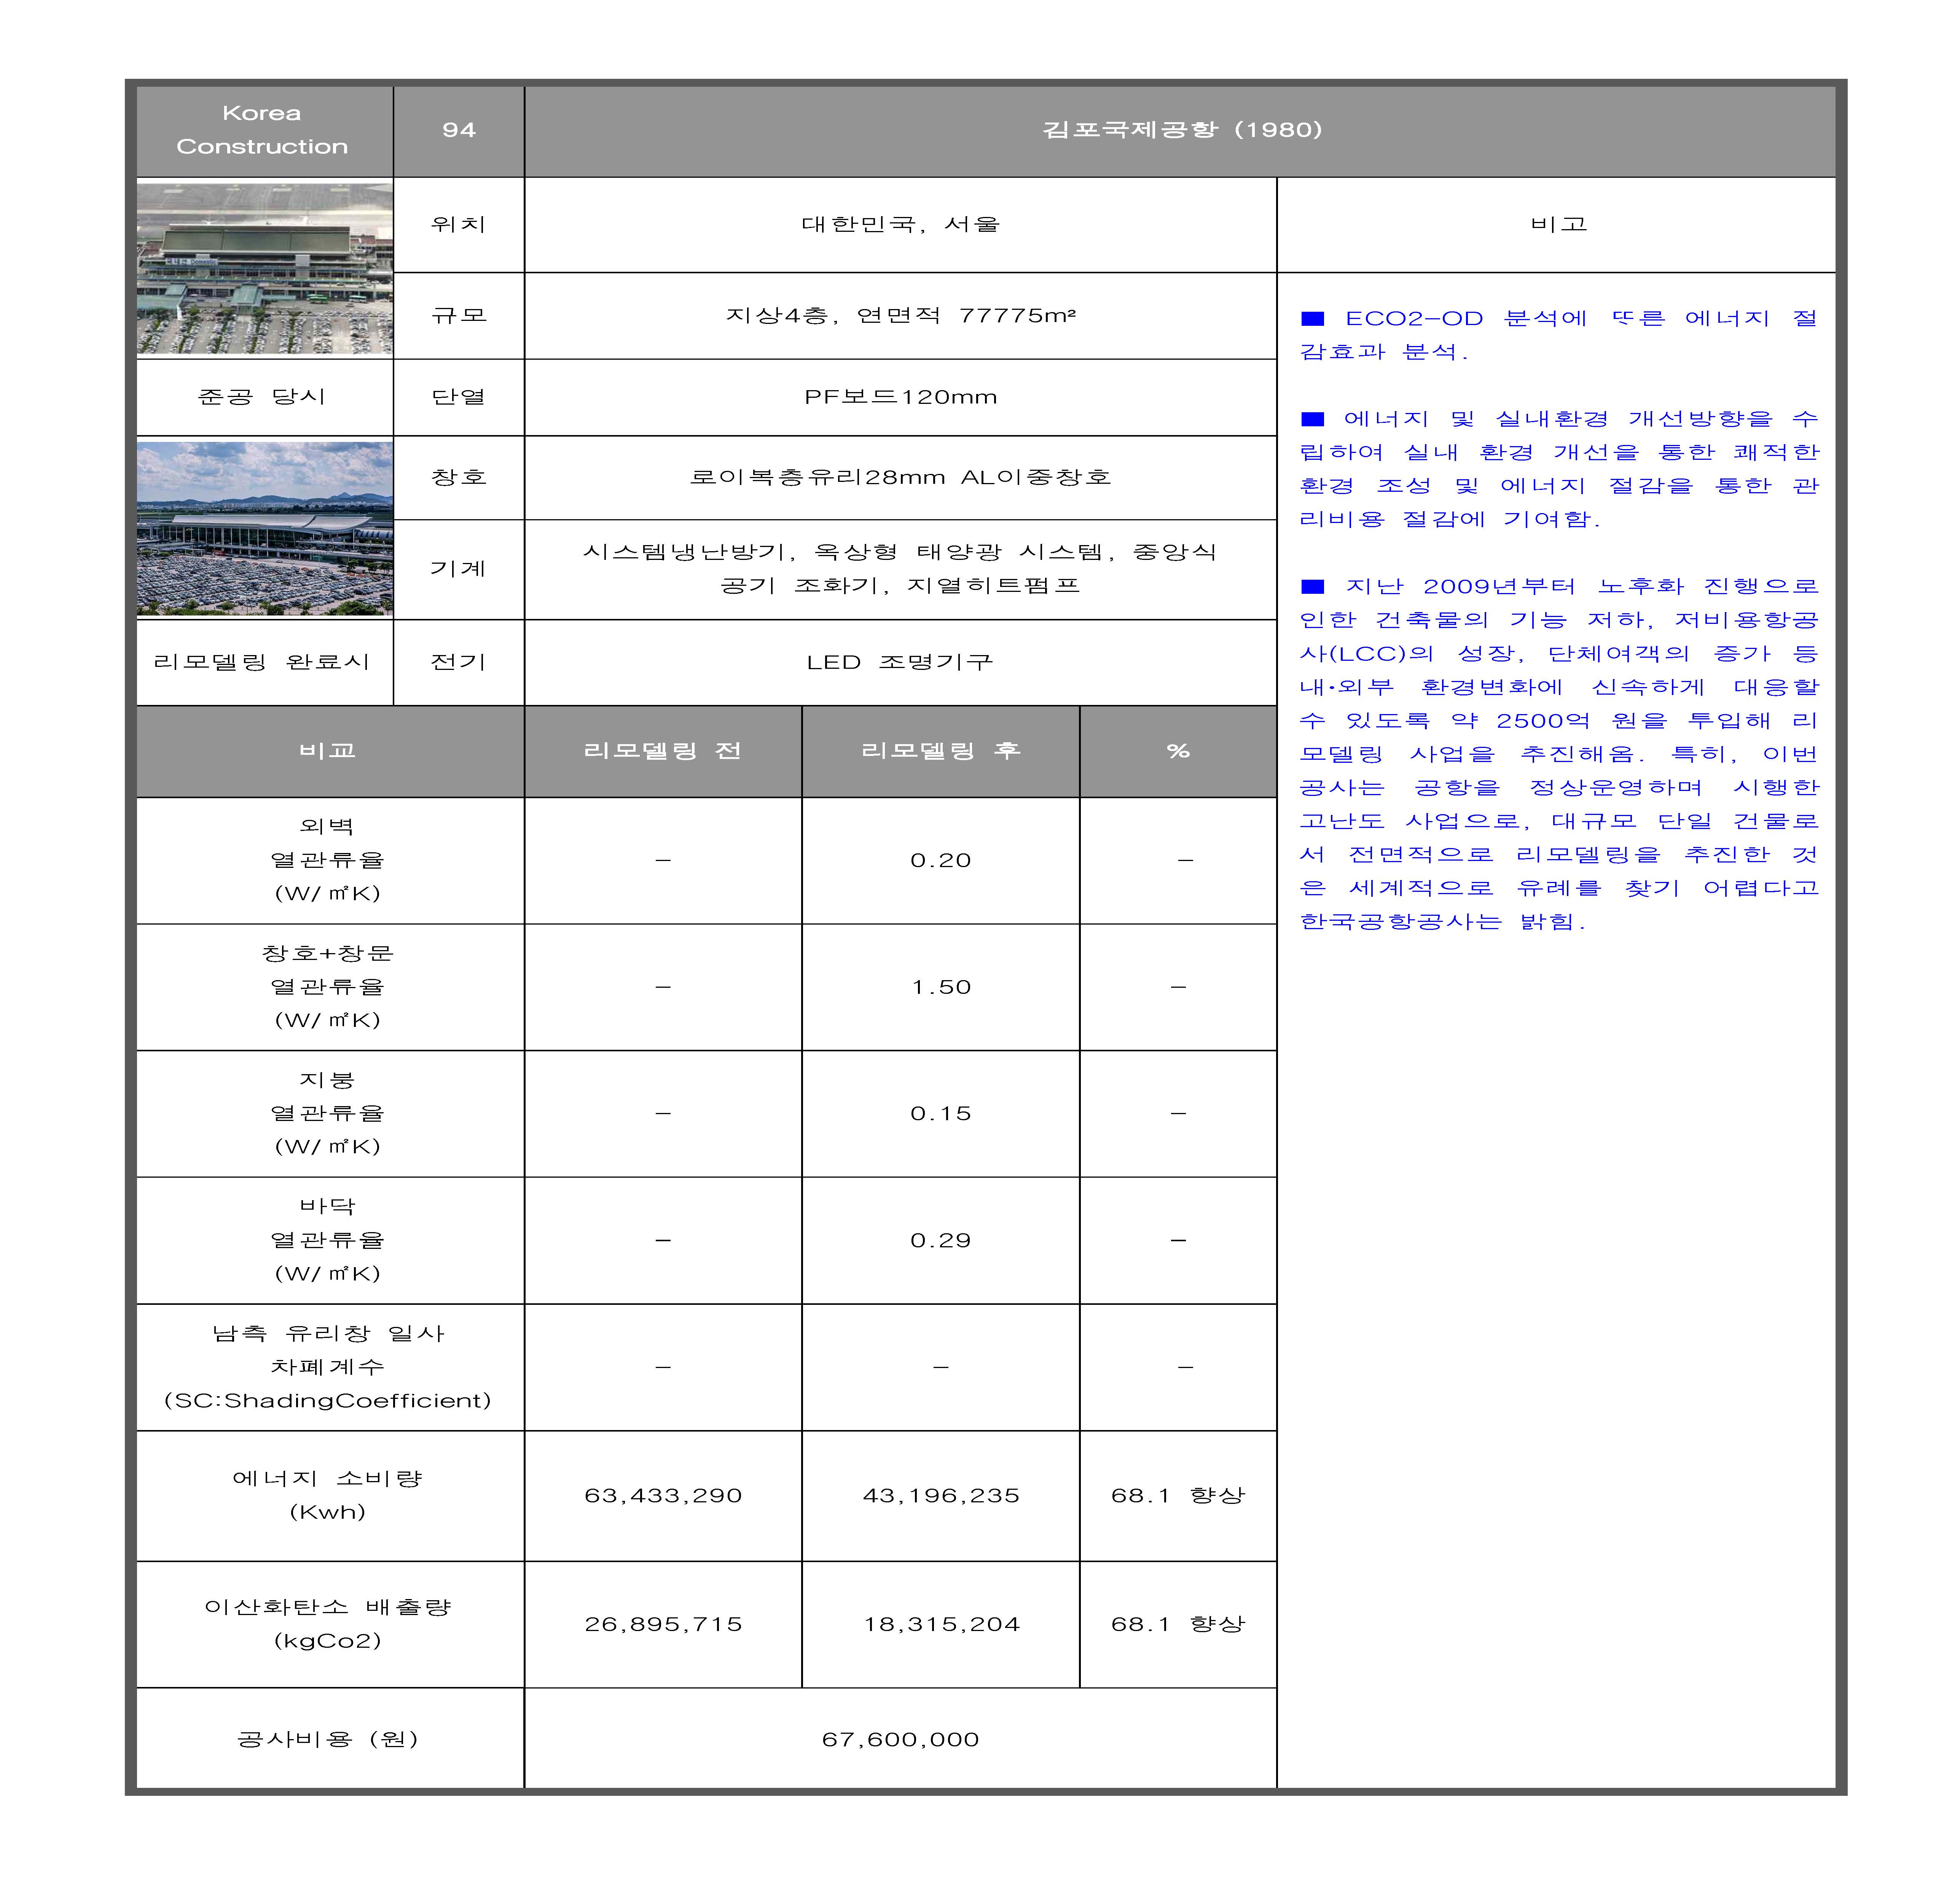 Korea
Construction
94
김포국제공항 (1980)
위치
대한민국, 서울
비고
규모
지상4층, 연면적 77775m²
준공 당시
단열
PF보드120mm
창호
로이복층유리28mm AL이중창호
기계
시스템냉난방기, 옥상형 태양광 시스템, 중앙식
공기 조화기, 지열히트펌프
리모델링 완료시
전기
LED 조명기구
■ ECO2-OD 분석에 뜨른 에너지 절
감효과 분석.
■ 에너지 및 실내환경 개선방향을 수
립하여 실내 환경 개선을 통한 쾌적한
환경 조성 및 에너지 절감을 통한 관
리비용 절감에 기여함.
■ 지난 2009년부터 노후화 진행으로
인한 건축물의 기능 저하, 저비용항공
사(LCC)의 성장, 단체여객의 증가 등
내·외부 환경변화에 신속하게 대응할
수 있도록 약 2500억 원을 투입해 리
모델링 사업을 추진해옴. 특히, 이번
공사는 공항을 정상운영하며 시행한
고난도 사업으로, 대규모 단일 건물로
서 전면적으로 리모델링을 추진한 것
은 세계적으로 유례를 찾기 어렵다고
한국공항공사는 밝힘.
비교
리모델링 전
리모델링 후
%
외벽
열관류율
(W/㎡K)
-
0.20
-
창호+창문
열관류율
(W/㎡K)
-
1.50
-
지붕
열관류율
(W/㎡K)
-
0.15
-
바닥
열관류율
(W/㎡K)
-
0.29
-
남측 유리창 일사
차폐계수
(SC:ShadingCoefficient)
-
-
-
에너지 소비량
(Kwh)
63,433,290
43,196,235
68.1 향상
이산화탄소 배출량
(kgCo2)
26,895,715
18,315,204
68.1 향상
공사비용 (원)
67,600,000